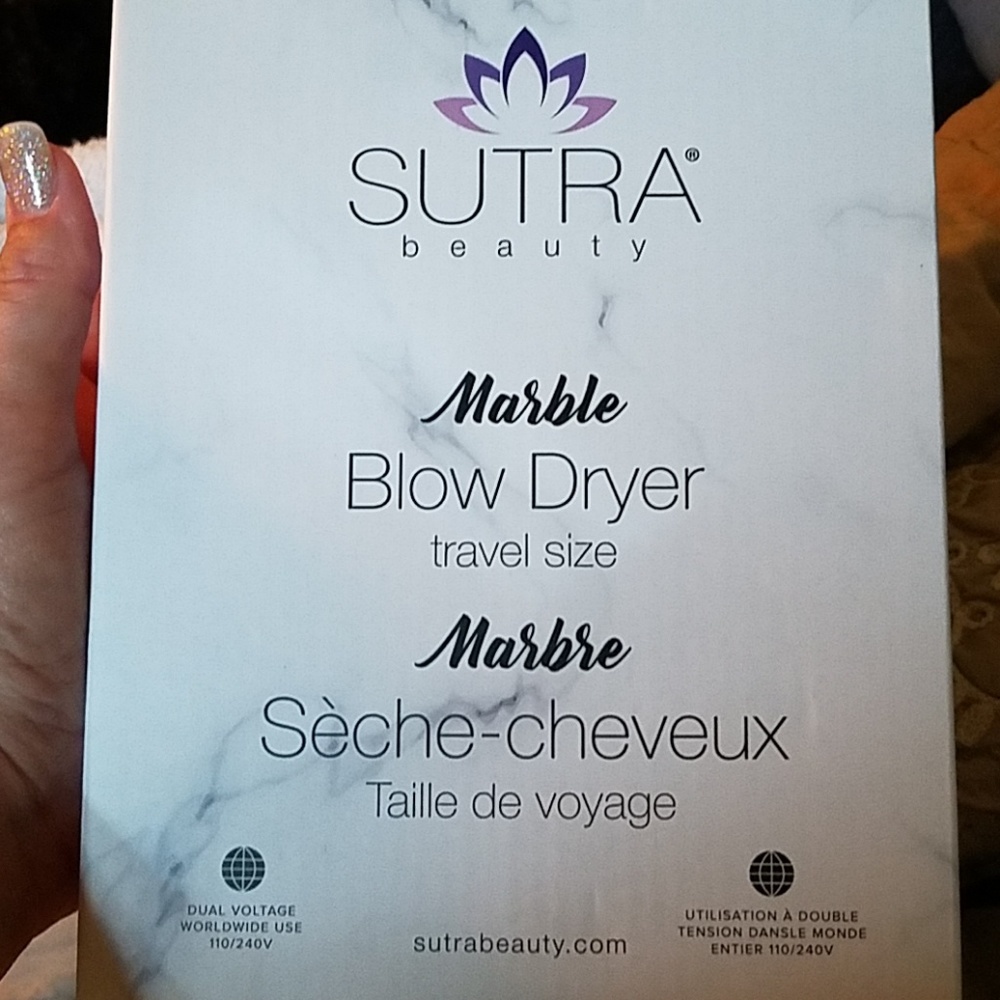 SUTRA®
beauty
Marble
Blow Dryer
travel size
Marbre
Sèche-cheveux
Taille de voyage
DUAL VOLTAGE
WORLDWIDE USE
110/240V
sutrabeauty.com
UTILISATION À DOUBLE
TENSION DANSLE MONDE
ENTIER 110/240V